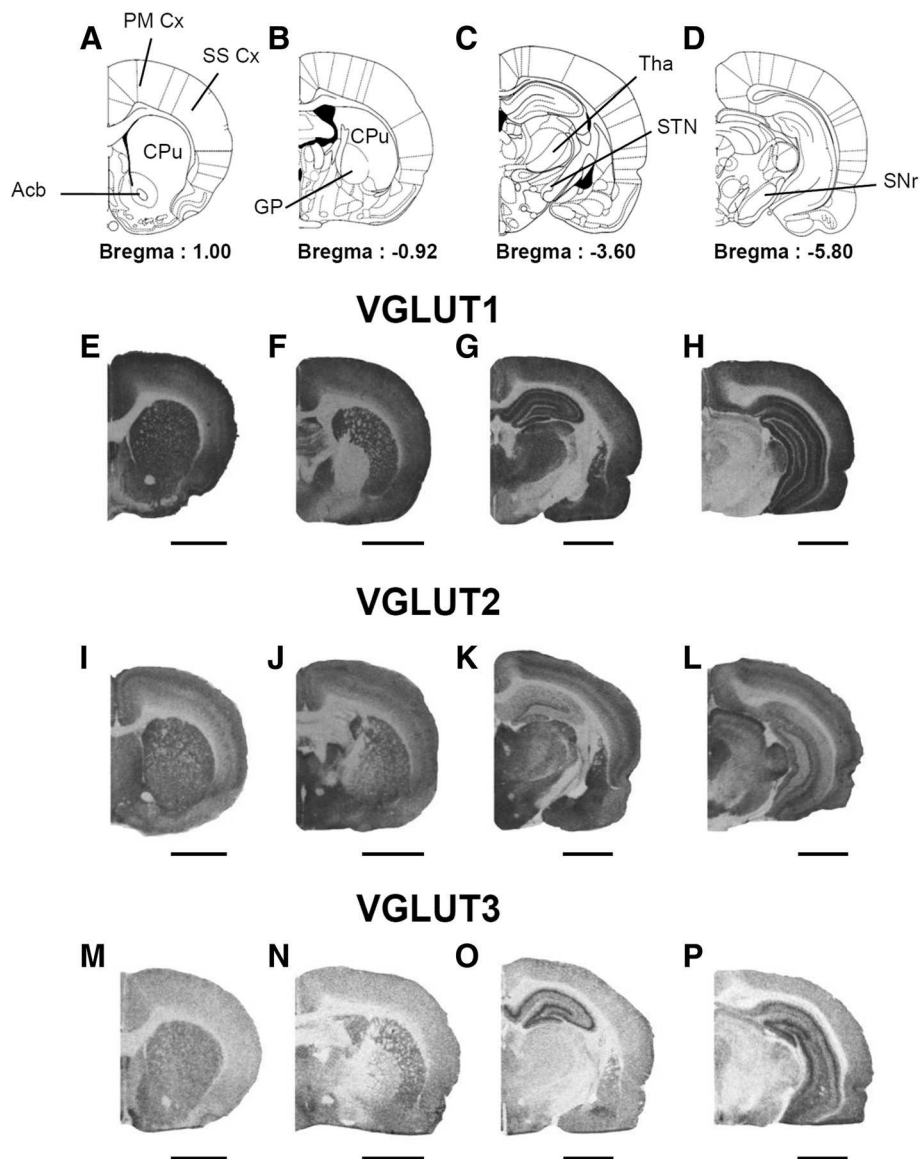 A B C D
PM Cx
SS Cx
CPu
Acb
CPu
GP
Tha
STN
SNr
Bregma : 1.00 Bregma : -0.92 Bregma : -3.60 Bregma : -5.80
VGLUT1
E F G H
VGLUT2
I J K L
VGLUT3
M N O P